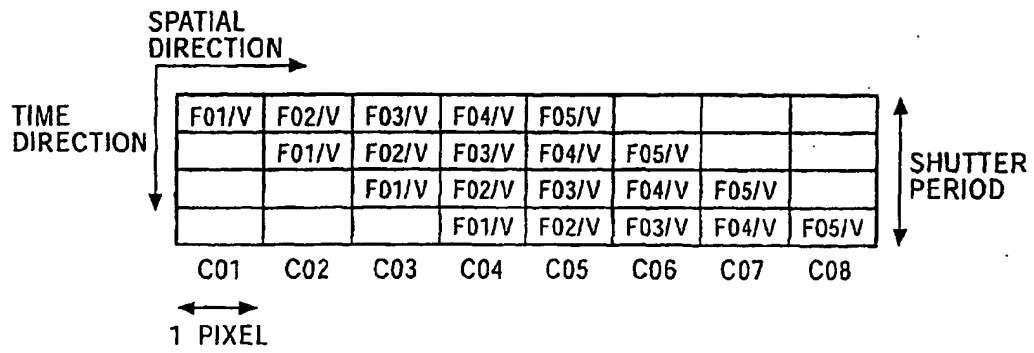 SPATIAL
DIRECTION
TIME
DIRECTION
F01/V F02/V F03/V F04/V F05/V
F01/V F02/V F03/V F04/V F05/V
F01/V F02/V F03/V F04/V F05/V
F01/V F02/V F03/V F04/V F05/V
SHUTTER
PERIOD
C01 C02 C03 C04 C05 C06 C07 C08
1 PIXEL